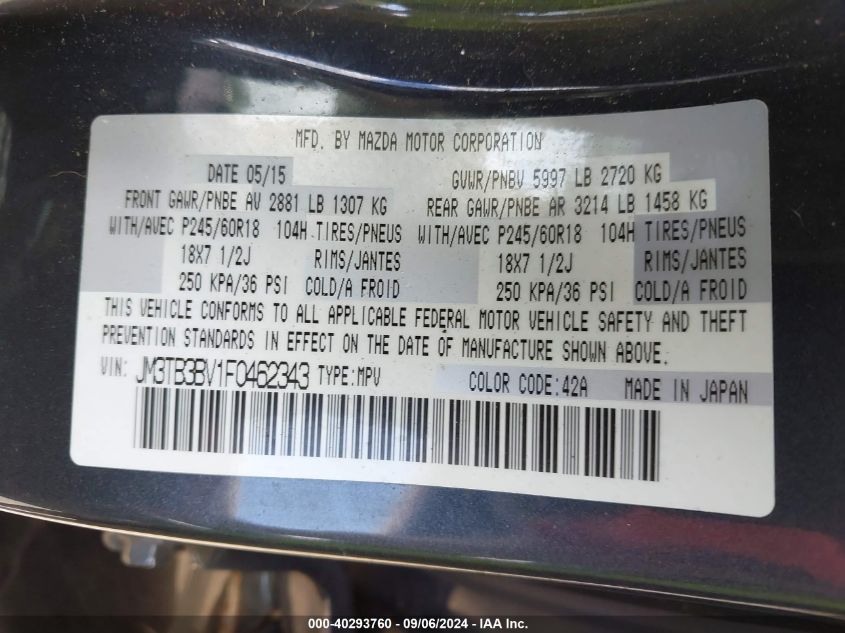 MFD. BY MAZDA MOTOR CORPORATION
DATE 05/15 GVWR/PNBV 5997 LB 2720 KG
FRONT GAWR/PNBE AV 2881 LB 1307 KG REAR GAWR/PNBE AR 3214 LB 1458 KG
WITH/AVEC P245/60R18 104H TIRES/PNEUS WITH/AVEC P245/60R18 104H TIRES/PNEUS
18X7 1/2J RIMS/JANTES 18X7 1/2J RIMS/JANTES
250 KPA/36 PSI COLD/A FROID 250 KPA/36 PSI COLD/A FROID
THIS VEHICLE CONFORMS TO ALL APPLICABLE FEDERAL MOTOR VEHICLE SAFETY AND THEFT
PREVENTION STANDARDS IN EFFECT ON THE DATE OF MANUFACTURE SHOWN ABOVE.
VIN: JM3TB3BV1F0462343 TYPE:MPV COLOR CODE:42A MADE IN JAPAN
000-40293760 - 09/06/2024 - IAA Inc.